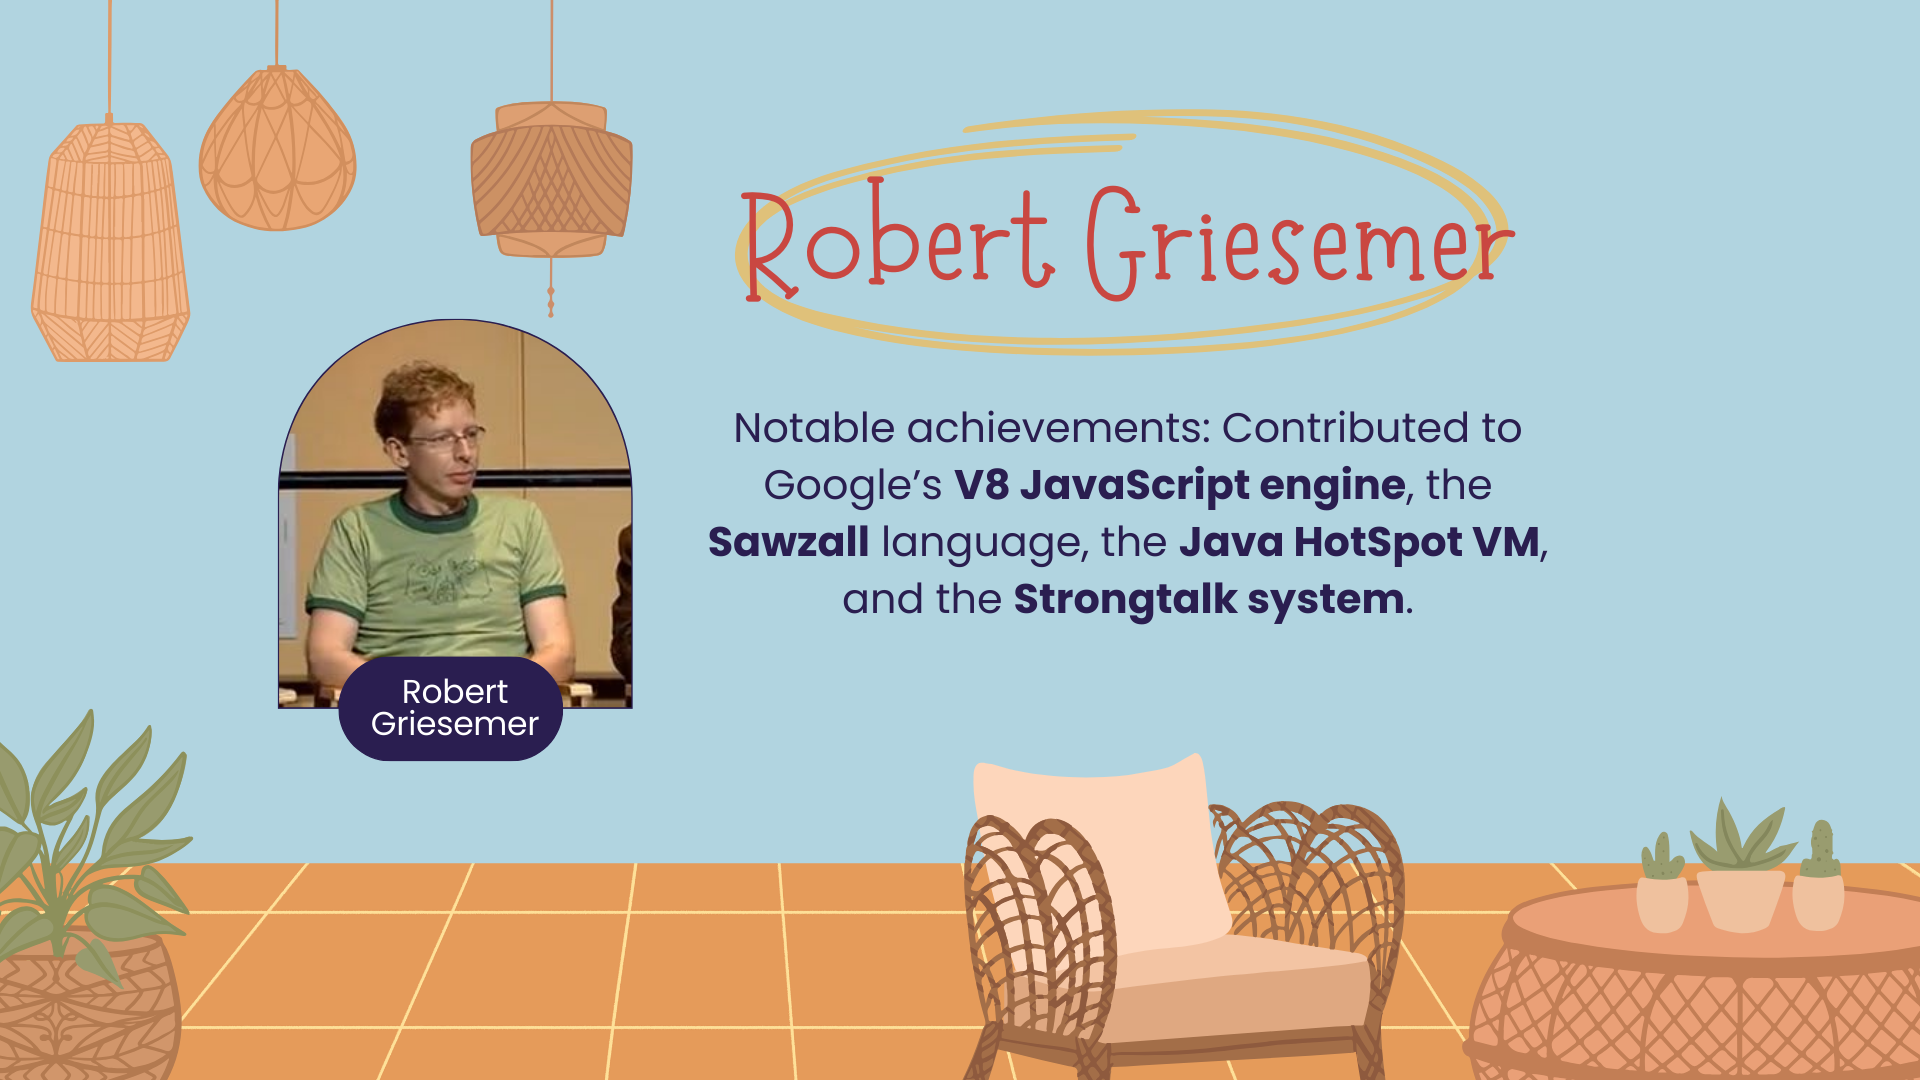 Robert Griesemer
Notable achievements: Contributed to
Google’s V8 JavaScript engine, the
Sawzall language, the Java HotSpot VM,
and the Strongtalk system.
Robert
Griesemer